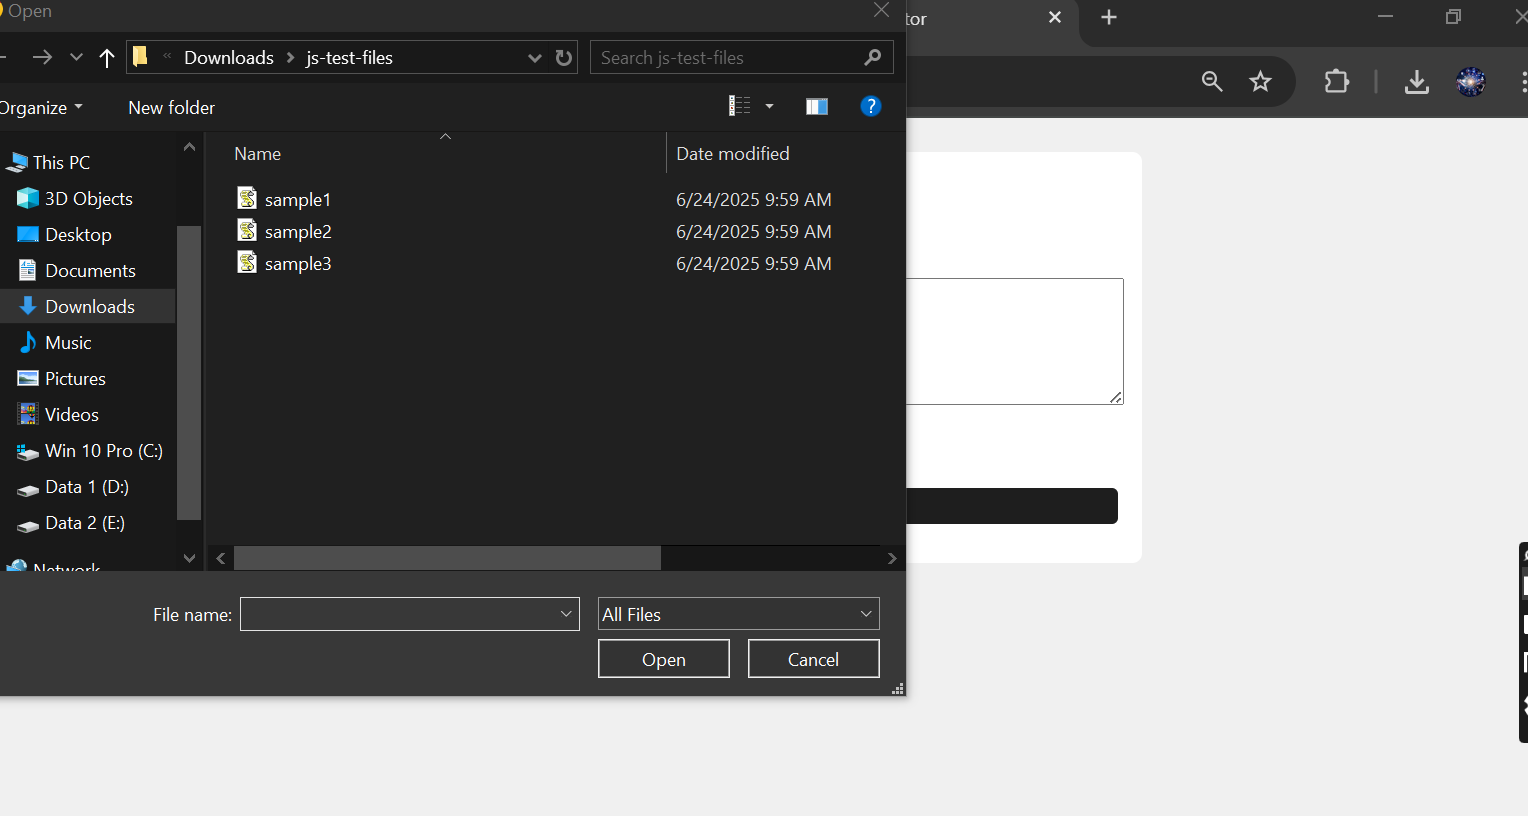 Open
tor
Downloads
js-test-files
Search js-test-files
Organize
New folder
This PC
3D Objects
Desktop
Documents
Downloads
Music
Pictures
Videos
Win 10 Pro (C:)
Data 1 (D:)
Data 2 (E:)
Network
Name
Date modified
sample1
6/24/2025 9:59 AM
sample2
6/24/2025 9:59 AM
sample3
6/24/2025 9:59 AM
File name:
All Files
Open
Cancel